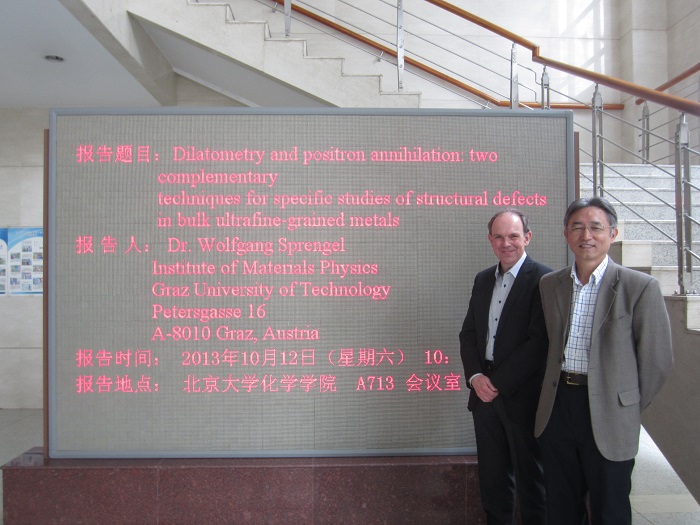 报告题目：Dilatometry and positron annihilation: two
complementary
techniques for specific studies of structural defects
in bulk ultrafine-grained metals
报 告 人： Dr. Wolfgang Sprengel
Institute of Materials Physics
Graz University of Technology
Petersgasse 16
A-8010 Graz, Austria
报告时间： 2013年10月12日（星期六） 10：
报告地点： 北京大学化学学院 A713 会议室